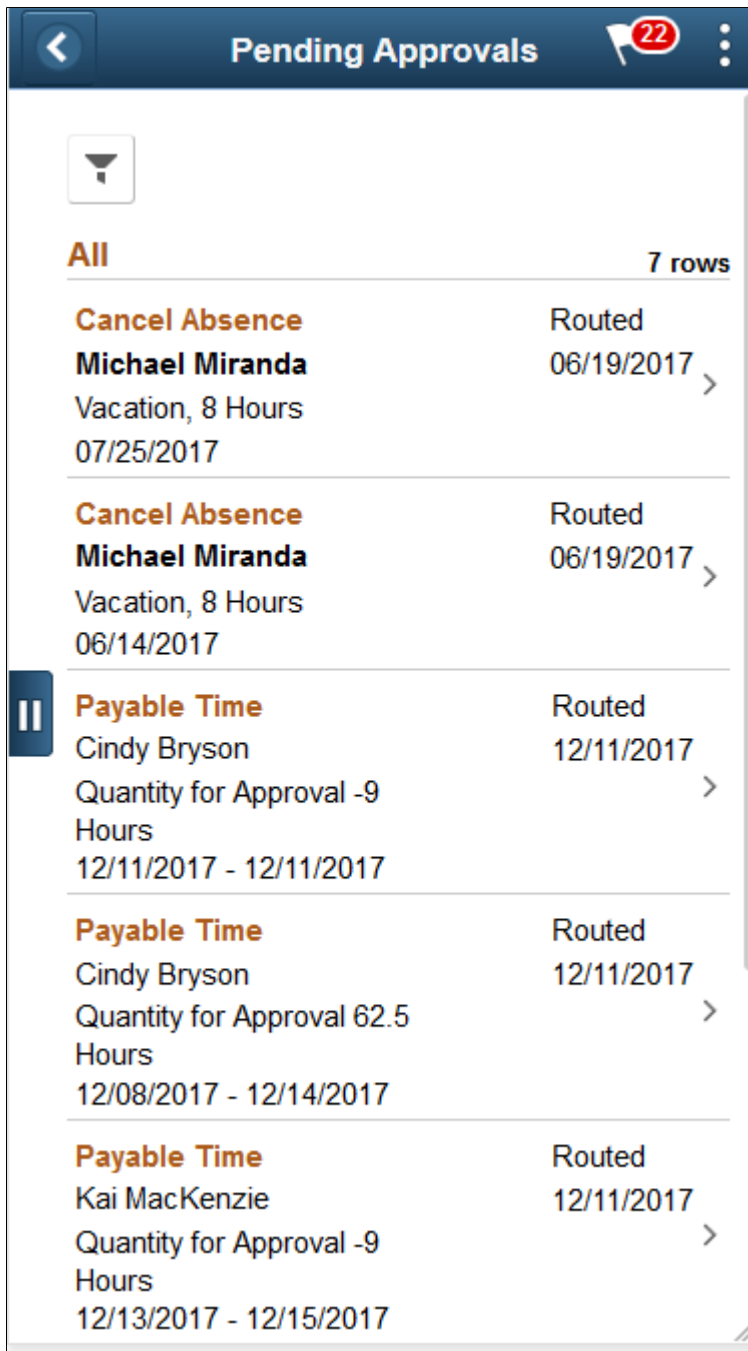 Pending Approvals 22
All 7 rows
Cancel Absence Routed
Michael Miranda 06/19/2017
Vacation, 8 Hours
07/25/2017
Cancel Absence Routed
Michael Miranda 06/19/2017
Vacation, 8 Hours
06/14/2017
Payable Time Routed
Cindy Bryson 12/11/2017
Quantity for Approval -9
Hours
12/11/2017 - 12/11/2017
Payable Time Routed
Cindy Bryson 12/11/2017
Quantity for Approval 62.5
Hours
12/08/2017 - 12/14/2017
Payable Time Routed
Kai MacKenzie 12/11/2017
Quantity for Approval -9
Hours
12/13/2017 - 12/15/2017